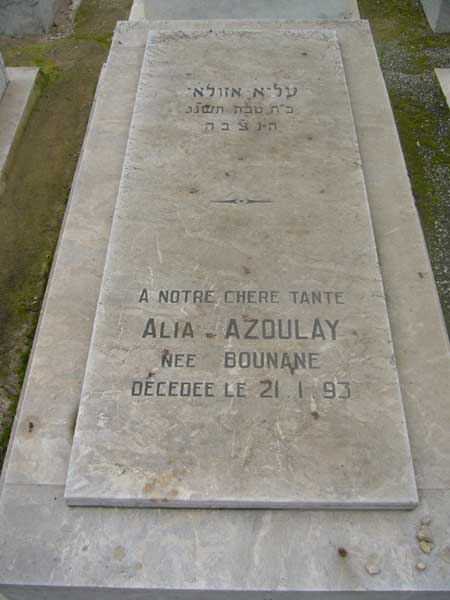 עליא אזולאי
כ"ח טבת תשנ"ג
ת נ צ ב ה
A NOTRE CHERE TANTE
ALIA - AZOULAY
NEE BOUNANE
DECEDEE LE 21.1.93